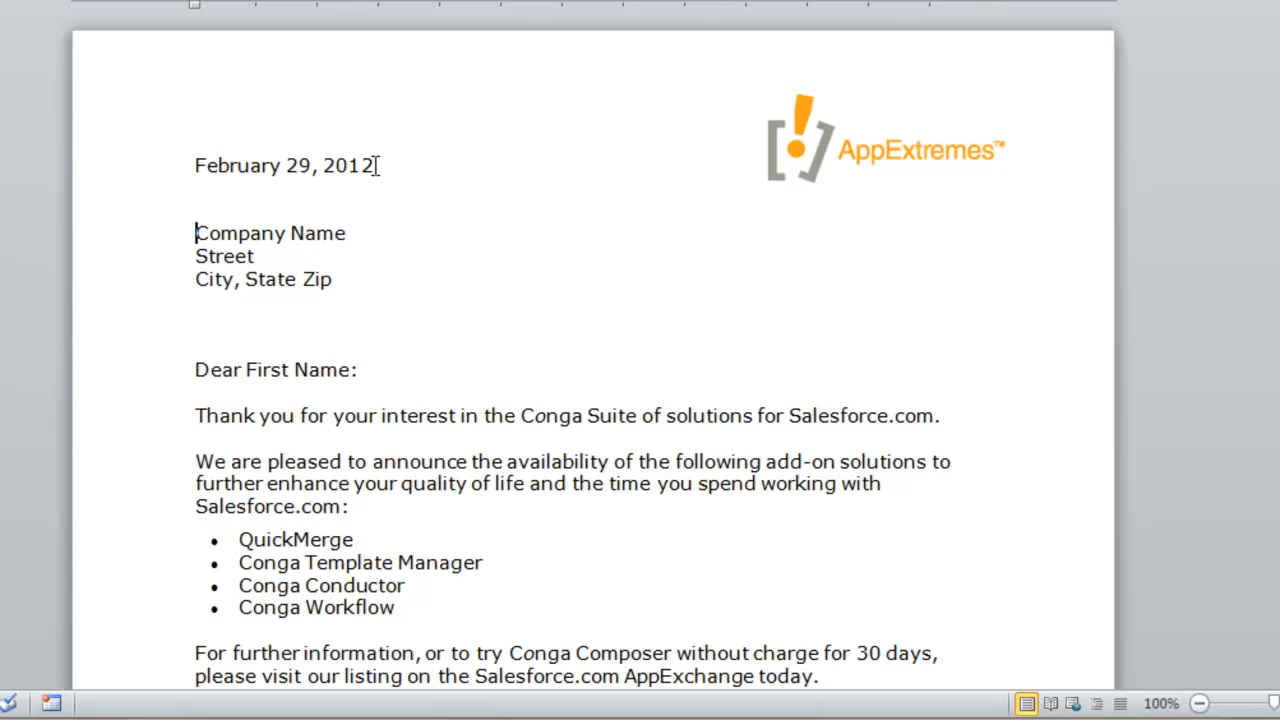 February 29, 2012
AppExtremes™
Company Name
Street
City, State Zip
Dear First Name:
Thank you for your interest in the Conga Suite of solutions for Salesforce.com.
We are pleased to announce the availability of the following add-on solutions to
further enhance your quality of life and the time you spend working with
Salesforce.com:
• QuickMerge
• Conga Template Manager
• Conga Conductor
• Conga Workflow
For further information, or to try Conga Composer without charge for 30 days,
please visit our listing on the Salesforce.com AppExchange today.
100%